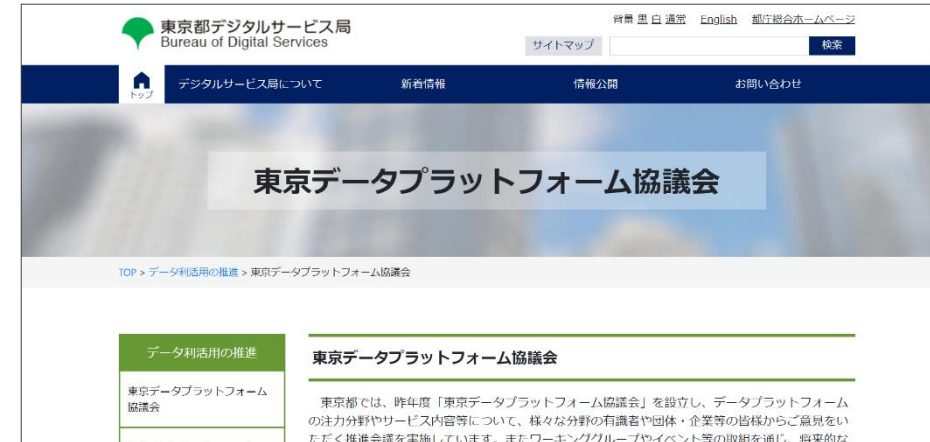 東京都デジタルサービス局
Bureau of Digital Services
背景 黒 白 通常 English 都庁総合ホームページ
サイトマップ 検索
トップ デジタルサービス局について 新着情報 情報公開 お問い合わせ
東京データプラットフォーム協議会
TOP > データ利活用の推進 > 東京データプラットフォーム協議会
データ利活用の推進
東京データプラットフォーム
協議会
東京データプラットフォーム協議会
東京都では、昨年度「東京データプラットフォーム協議会」を設立し、データプラットフォーム
の注力分野やサービス内容等について、様々な分野の有識者や団体・企業等の皆様からご意見をい
ただく推進会議を実施しています。またワーキンググループやイベント等の取組を通じ、将来的な